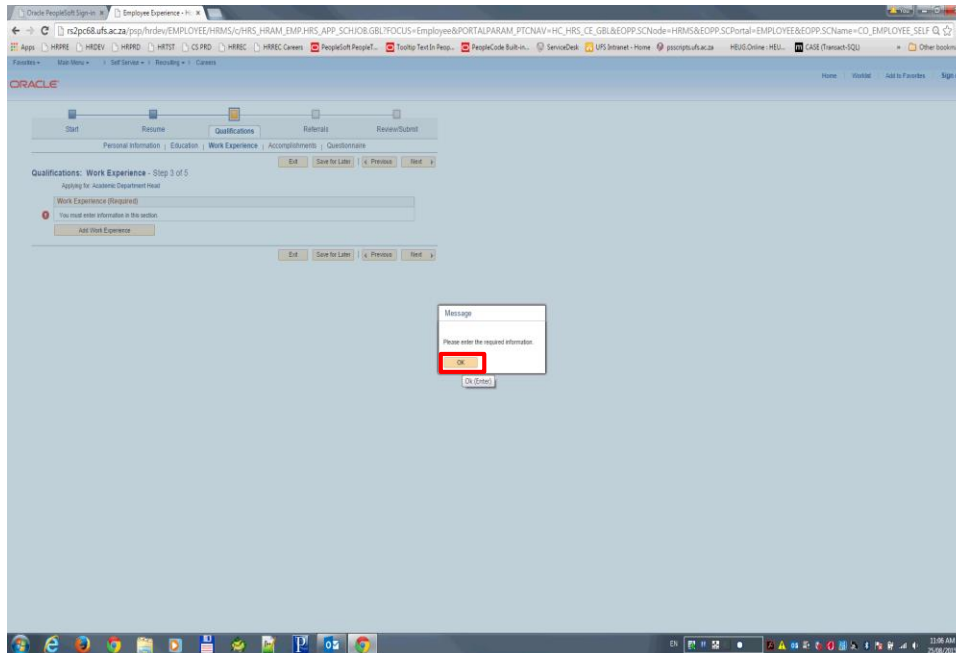 Oracle PeopleSoft Sign-in × Employee Experience - H ×
rs2pc68.ufs.ac.za/psp/hrdev/EMPLOYEE/HRMS/c/HRS_HRAM_EMP.HRS_APP_SCHJOB.GBL?FOCUS=Employee&PORTALPARAM_PTCNAV=HC_HRS_CE_GBL&EOPP.SCNode=HRMS&EOPP.SCPortal=EMPLOYEE&EOPP.SCName=CO_EMPLOYEE_SELF
Apps HRPRE HRDEV HRPRD HRTST CS PRD HRREC HRREC Careers PeopleSoft PeopleT... Tooltip Text In Peop... PeopleCode Built-in... ServiceDesk UFS Intranet - Home psscripts.ufs.ac.za HEUG.Online : HEU... CASE (Transact-SQL) » Other bookm
Favorites Main Menu > Self Service > Recruiting > Careers
ORACLE Home Worklist Add to Favorites Sign
Start Resume Qualifications Referrals Review/Submit
Personal Information | Education | Work Experience | Accomplishments | Questionnaire
Exit Save for Later | Previous Next
Qualifications: Work Experience - Step 3 of 5
Applying for: Academic Department Head
Work Experience (Required)
You must enter information in this section.
Add Work Experience
Exit Save for Later | Previous Next
Message
Please enter the required information.
OK
Ok (Enter)
EN 11:06 AM
25/08/2015